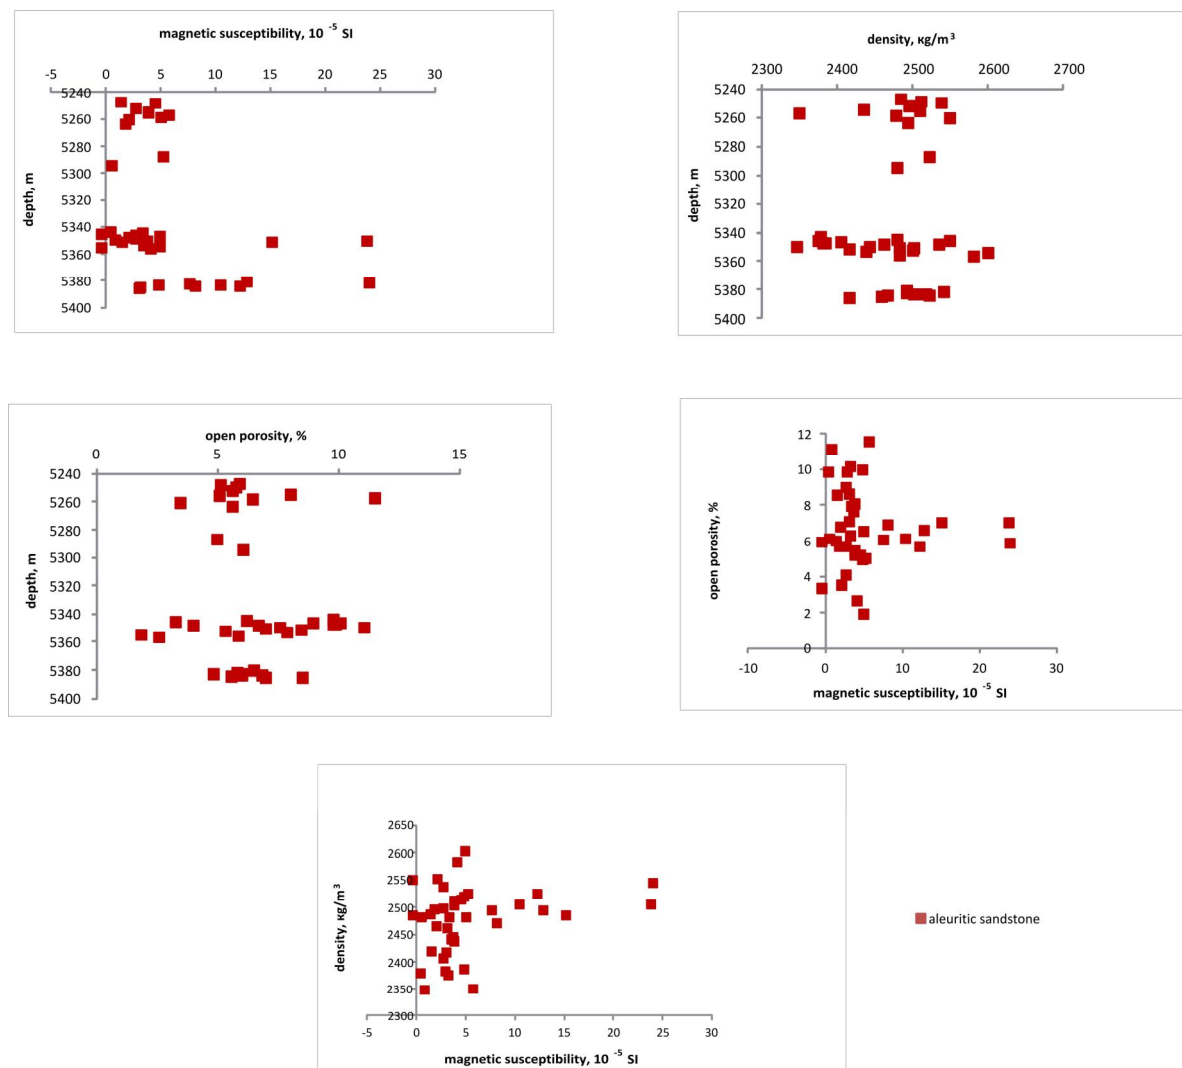 magnetic susceptibility, 10 -5 SI
-5 0 5 10 15 20 25 30
5240
5260
5280
5300
5320
5340
5360
5380
5400
depth, m
density, кg/m³
2300 2400 2500 2600 2700
5240
5260
5280
5300
5320
5340
5360
5380
5400
depth, m
open porosity, %
0 5 10 15
5240
5260
5280
5300
5320
5340
5360
5380
5400
depth, m
12
10
8
6
4
2
0
open porosity, %
-10 0 10 20 30
magnetic susceptibility, 10 -5 SI
2650
2600
2550
2500
2450
2400
2350
2300
density, кg/m³
-5 0 5 10 15 20 25 30
magnetic susceptibility, 10 -5 SI
aleuritic sandstone